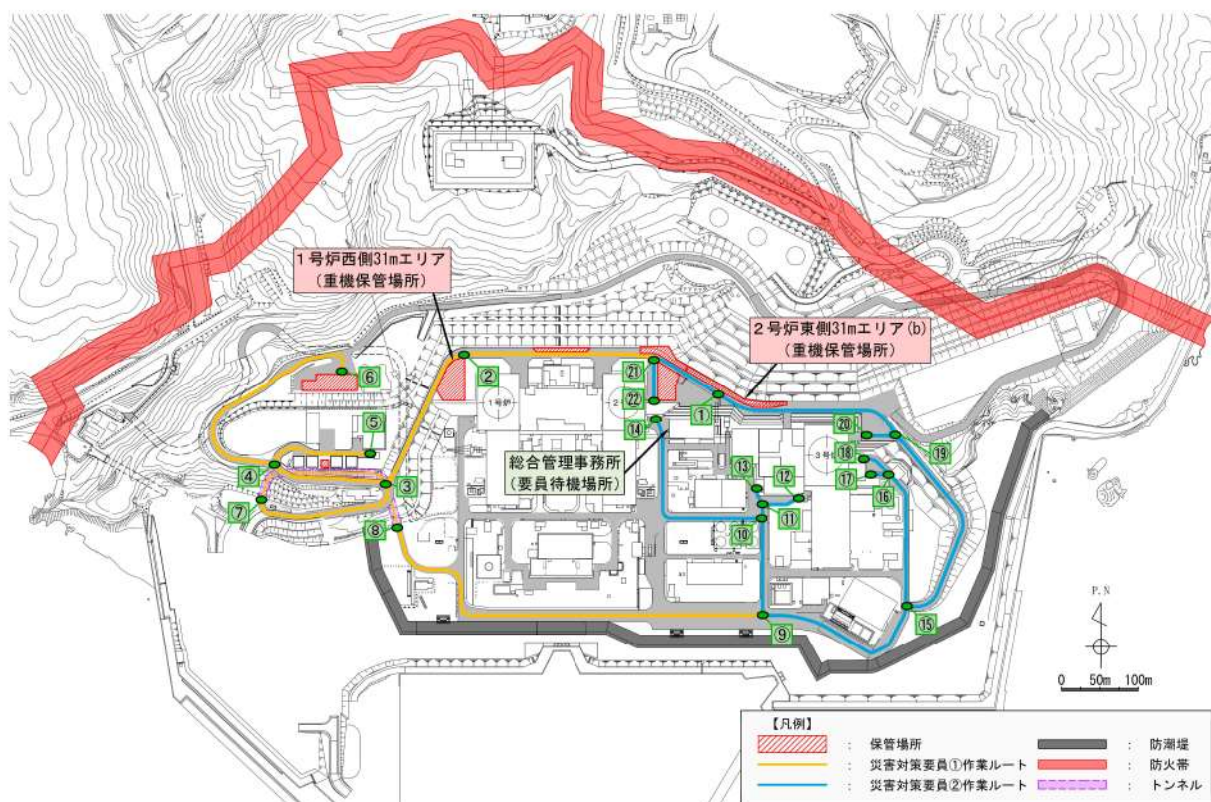 1号炉西側31mエリア
(重機保管場所)
2号炉東側31mエリア(b)
(重機保管場所)
⑥
②
㉑
①
1号炉
2
㉒
⑤
⑭
⑳
⑲
総合管理事務所
(要員待機場所)
3号
⑱
④
⑬
⑫
⑰
③
⑯
⑦
⑪
⑧
⑩
⑨
⑮
P.N
0 50m 100m
【凡例】
: 保管場所
: 防潮堤
: 災害対策要員①作業ルート
: 防火帯
: 災害対策要員②作業ルート
: トンネル